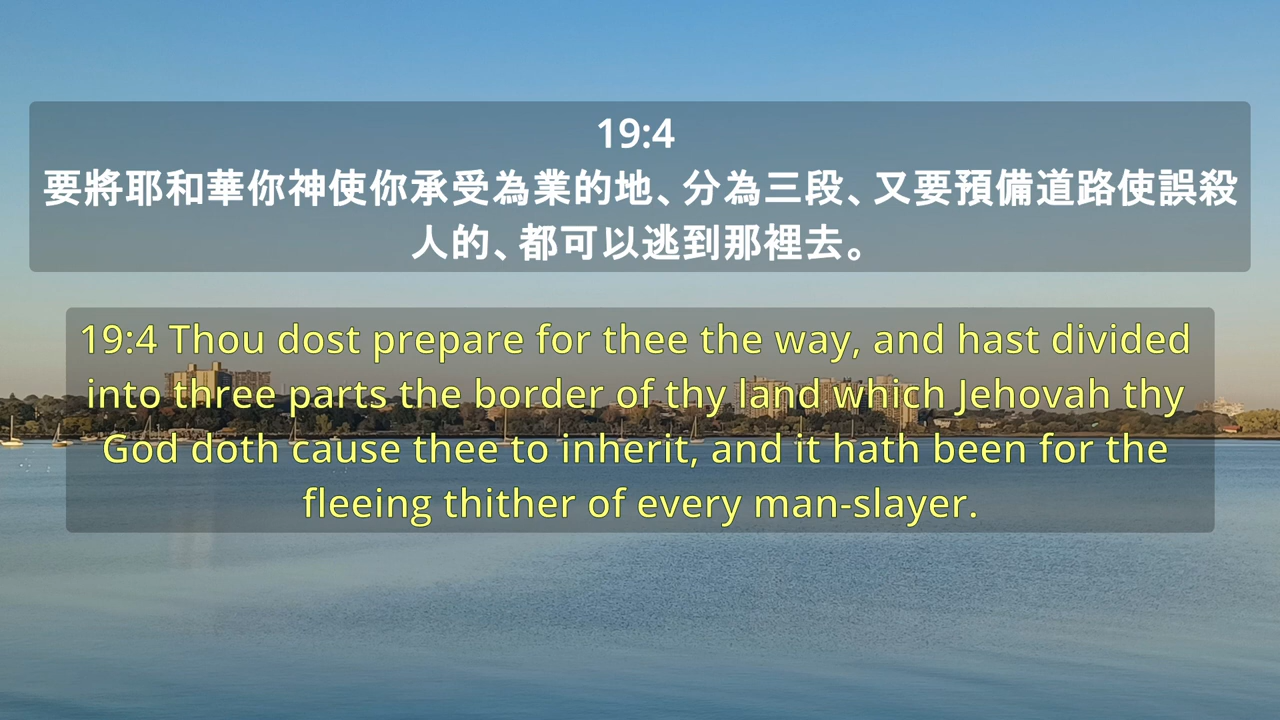 19:4
要將耶和華你神使你承受為業的地、分為三段、又要預備道路使誤殺
人的、都可以逃到那裡去。
19:4 Thou dost prepare for thee the way, and hast divided
into three parts the border of thy land which Jehovah thy
God doth cause thee to inherit, and it hath been for the
fleeing thither of every man-slayer.